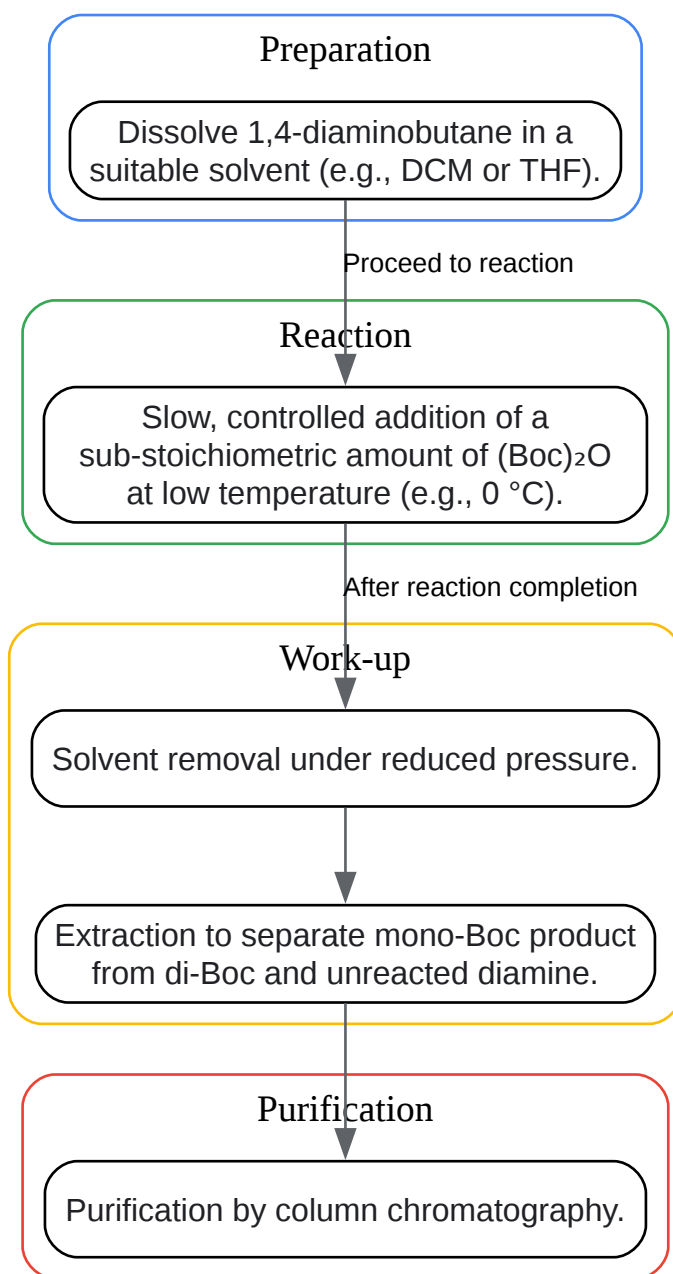 Preparation
Dissolve 1,4-diaminobutane in a
suitable solvent (e.g., DCM or THF).
Proceed to reaction
Reaction
Slow, controlled addition of a
sub-stoichiometric amount of (Boc)₂O
at low temperature (e.g., 0 °C).
After reaction completion
Work-up
Solvent removal under reduced pressure.
Extraction to separate mono-Boc product
from di-Boc and unreacted diamine.
Purification
Purification by column chromatography.